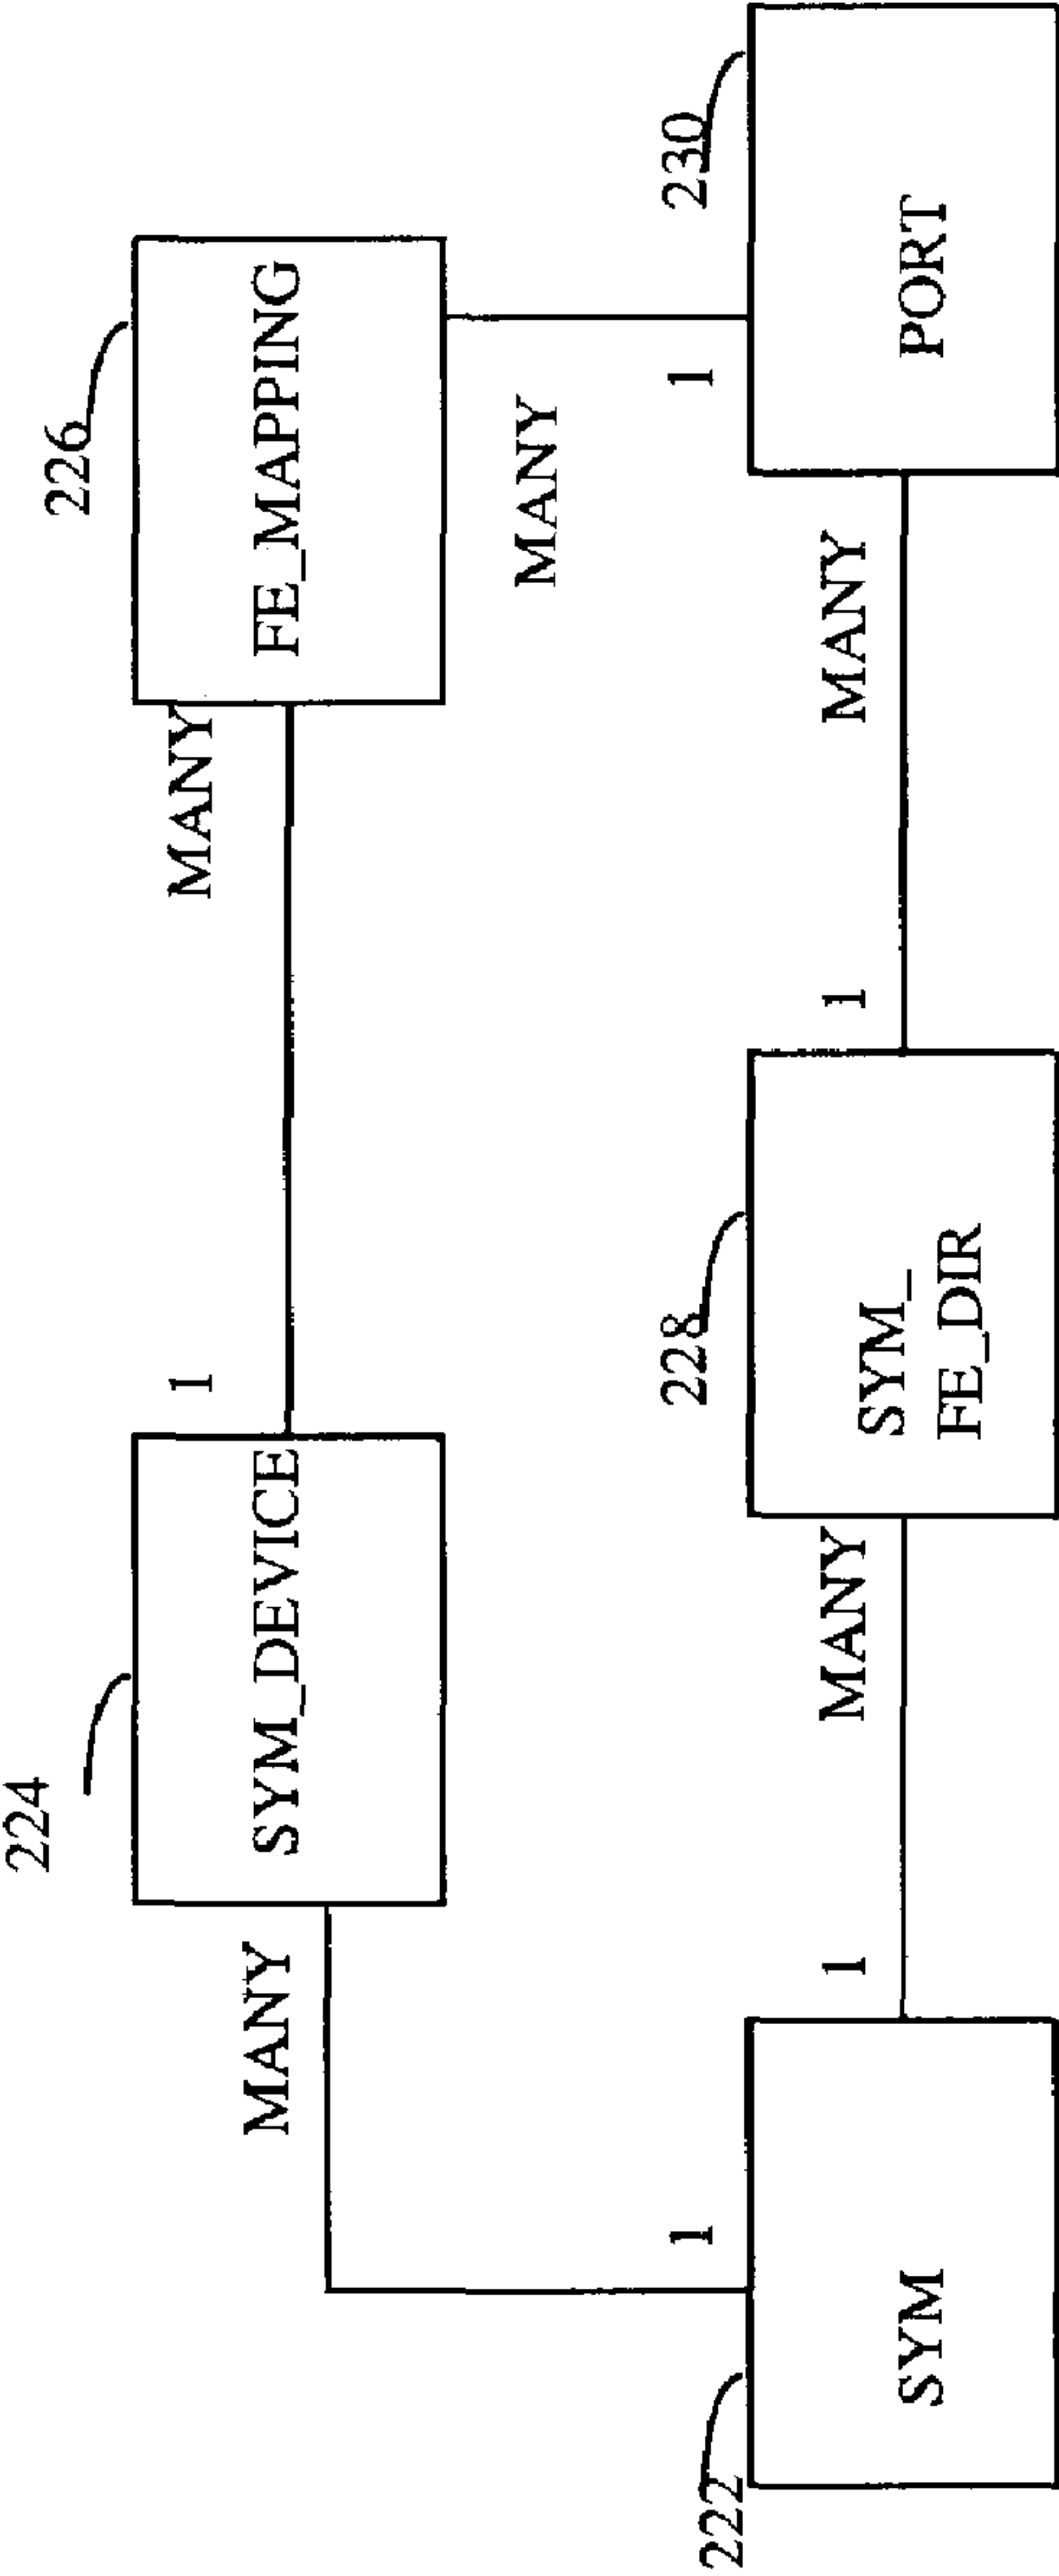 224
226
MANY
SYM_DEVICE
1
MANY
FE_MAPPING
MANY
222
1
228
1
230
SYM
1
MANY
SYM_
FE_DIR
1
MANY
PORT